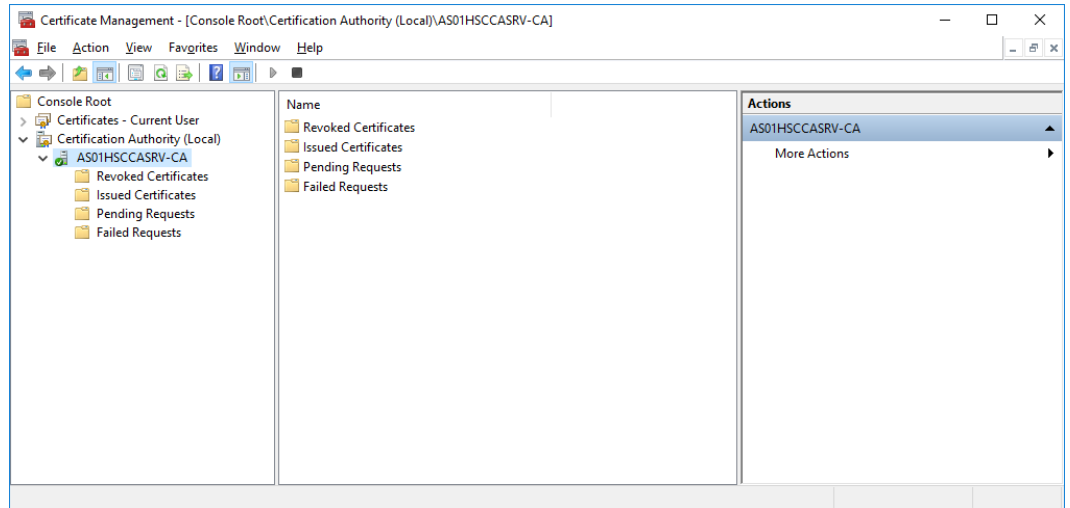 Certificate Management - [Console Root\Certification Authority (Local)\AS01HSCCASRV-CA]
File Action View Favorites Window Help
Console Root
Certificates - Current User
Certification Authority (Local)
AS01HSCCASRV-CA
Revoked Certificates
Issued Certificates
Pending Requests
Failed Requests
Name
Revoked Certificates
Issued Certificates
Pending Requests
Failed Requests
Actions
AS01HSCCASRV-CA
More Actions